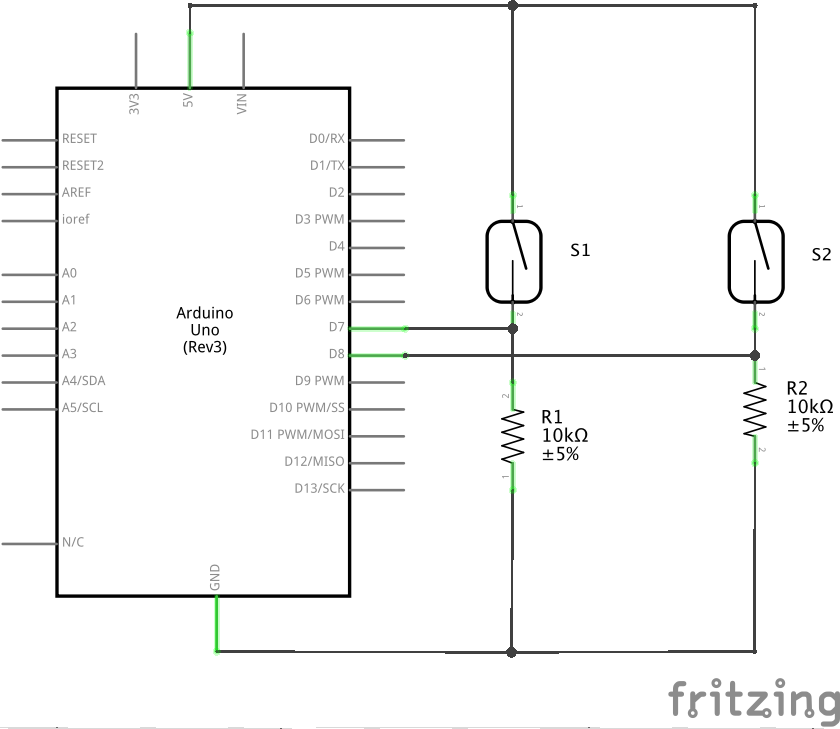 3V3
5V
VIN
RESET
RESET2
AREF
ioref
A0
A1
A2
A3
A4/SDA
A5/SCL
N/C
Arduino
Uno
(Rev3)
D0/RX
D1/TX
D2
D3 PWM
D4
D5 PWM
D6 PWM
D7
D8
D9 PWM
D10 PWM/SS
D11 PWM/MOSI
D12/MISO
D13/SCK
GND
1
S1
2
1
S2
2
2
R1
10kΩ
±5%
1
1
R2
10kΩ
±5%
2
fritzing